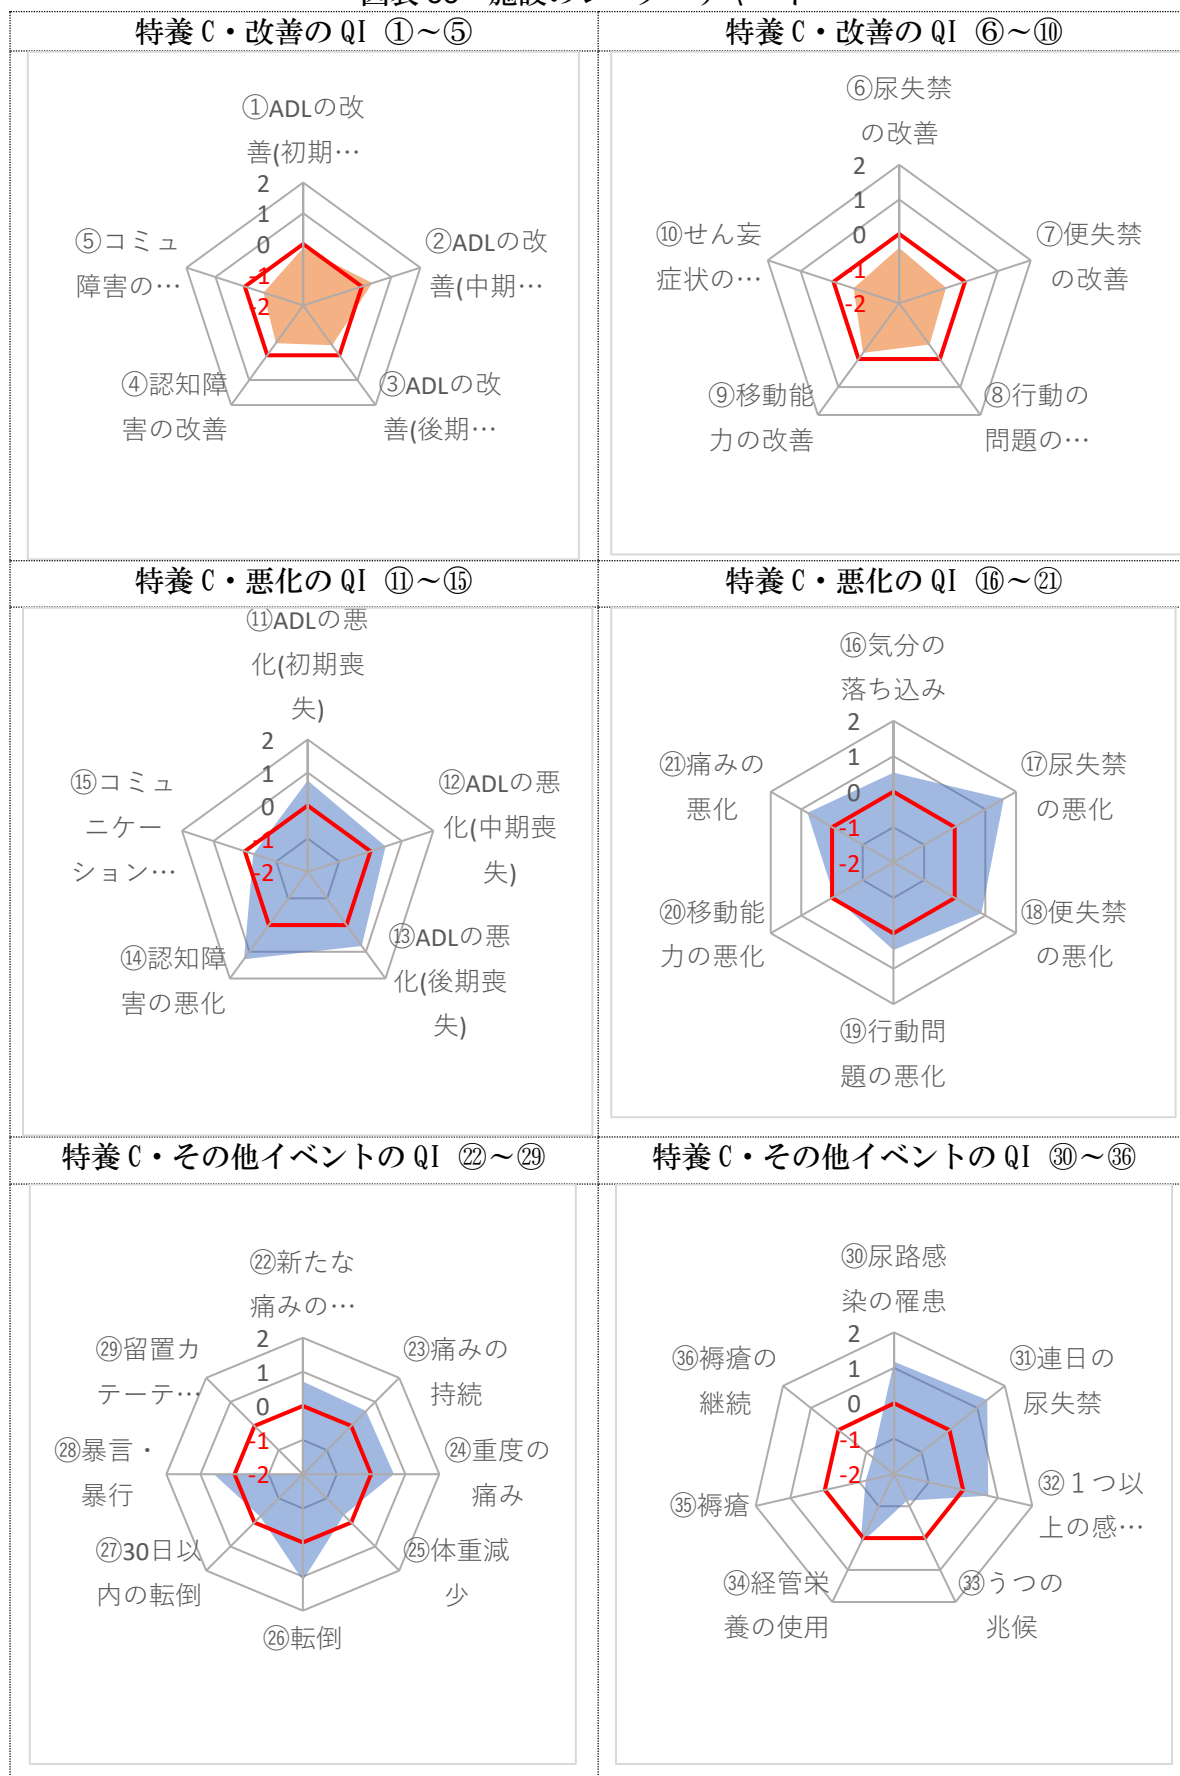 特養 C・改善の QI ①～⑤
特養 C・改善の QI ⑥～⑩
①ADLの改
善(初期…
2
1
0
-1
-2
②ADLの改
善(中期…
③ADLの改
善(後期…
④認知障
害の改善
⑤コミュ
障害の…
⑥尿失禁
の改善
2
1
0
-1
-2
⑦便失禁
の改善
⑧行動の
問題の…
⑨移動能
力の改善
⑩せん妄
症状の…
特養 C・悪化の QI ⑪～⑮
特養 C・悪化の QI ⑯～㉑
⑪ADLの悪
化(初期喪
失)
2
1
0
-1
-2
⑫ADLの悪
化(中期喪
失)
⑬ADLの悪
化(後期喪
失)
⑭認知障
害の悪化
⑮コミュ
ニケー
ション…
⑯気分の
落ち込み
2
1
0
-1
-2
⑰尿失禁
の悪化
⑱便失禁
の悪化
⑲行動問
題の悪化
⑳移動能
力の悪化
㉑痛みの
悪化
特養 C・その他イベントの QI ㉒～㉙
特養 C・その他イベントの QI ㉚～㊱
㉒新たな
痛みの…
2
1
0
-1
-2
㉓痛みの
持続
㉔重度の
痛み
㉕体重減
少
㉖転倒
㉗30日以
内の転倒
㉘暴言・
暴行
㉙留置カ
テーテ…
㉚尿路感
染の罹患
2
1
0
-1
-2
㉛連日の
尿失禁
㉜１つ以
上の感…
㉝うつの
兆候
㉞経管栄
養の使用
㉟褥瘡
㊱褥瘡の
継続